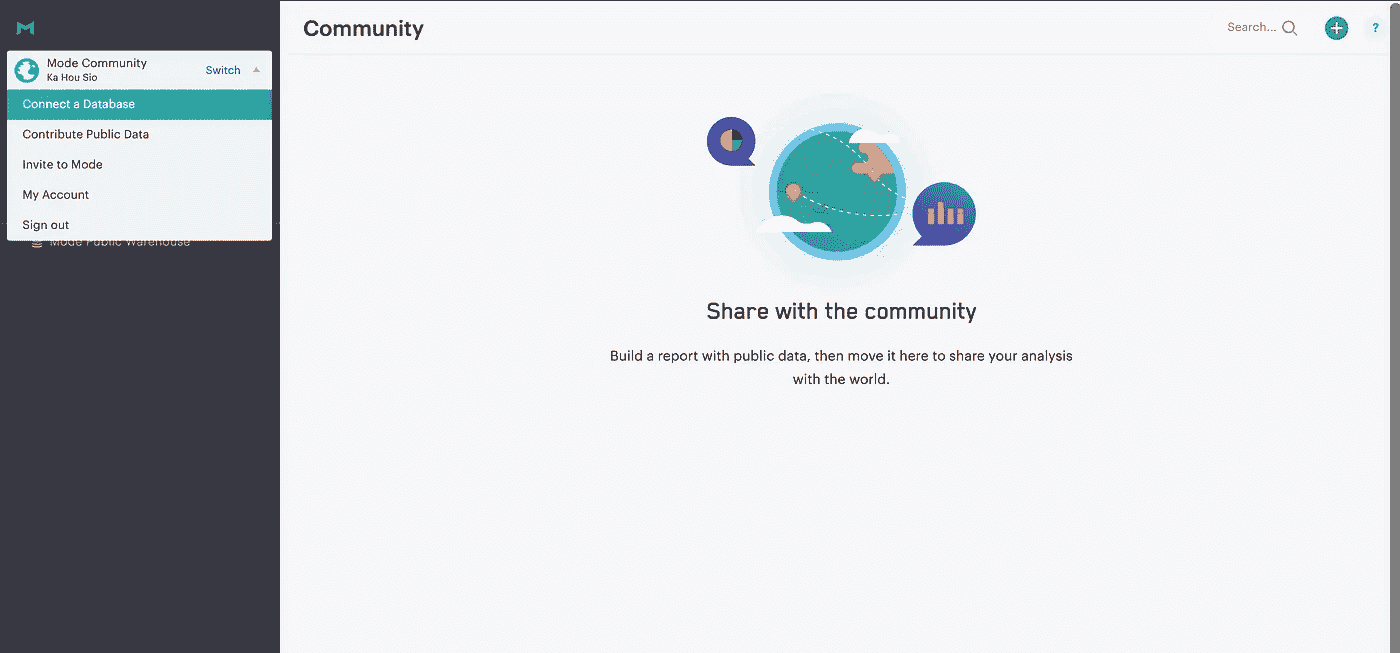 Community
Search...
?
Mode Community
Ka Hou Sio
Switch
Connect a Database
Contribute Public Data
Invite to Mode
My Account
Sign out
Mode Public Warehouse
Share with the community
Build a report with public data, then move it here to share your analysis
with the world.